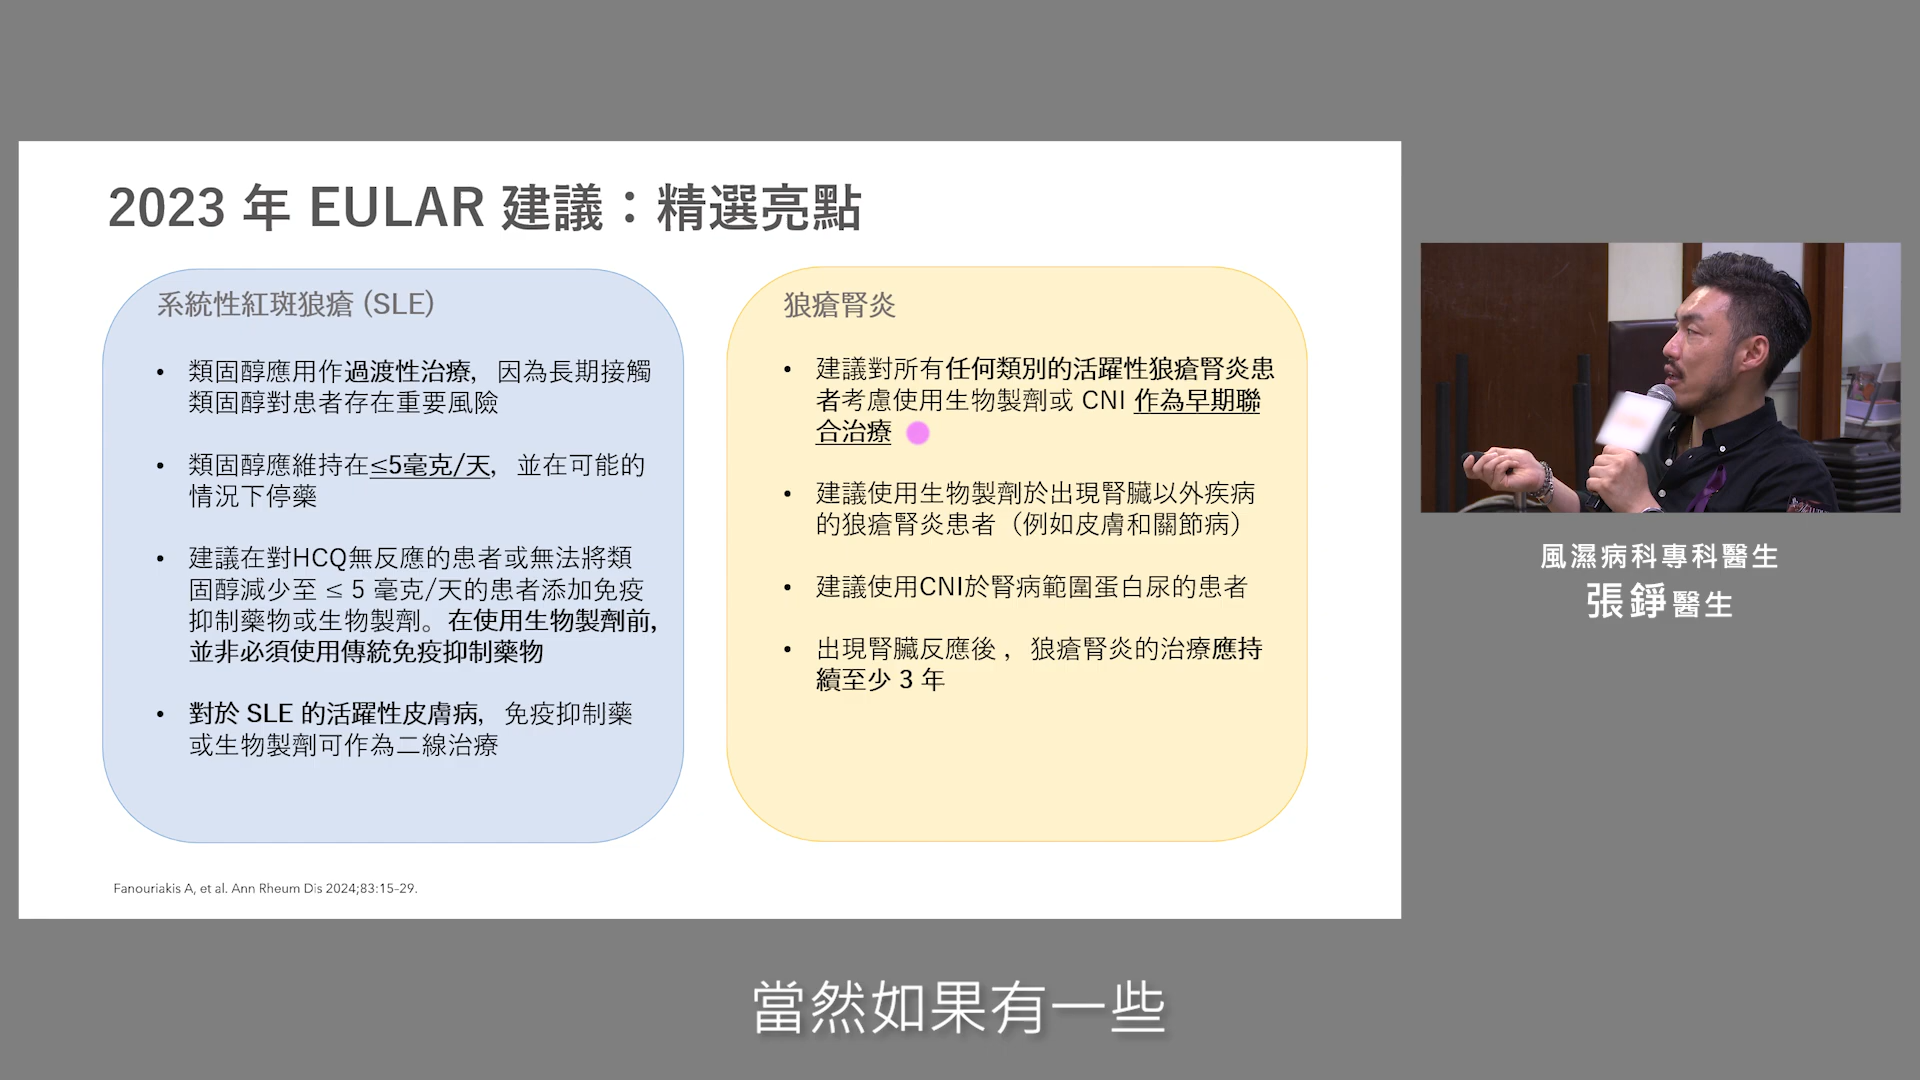 2023 年 EULAR 建議：精選亮點
系統性紅斑狼瘡 (SLE)
• 類固醇應用作過渡性治療，因為長期接觸
類固醇對患者存在重要風險
• 類固醇應維持在≤5毫克/天，並在可能的
情況下停藥
• 建議在對HCQ無反應的患者或無法將類
固醇減少至 ≤ 5 毫克/天的患者添加免疫
抑制藥物或生物製劑。在使用生物製劑前，
並非必須使用傳統免疫抑制藥物
• 對於 SLE 的活躍性皮膚病，免疫抑制藥
或生物製劑可作為二線治療
狼瘡腎炎
• 建議對所有任何類別的活躍性狼瘡腎炎患
者考慮使用生物製劑或 CNI 作為早期聯
合治療
• 建議使用生物製劑於出現腎臟以外疾病
的狼瘡腎炎患者（例如皮膚和關節病）
• 建議使用CNI於腎病範圍蛋白尿的患者
• 出現腎臟反應後，狼瘡腎炎的治療應持
續至少 3 年
Fanouriakis A, et al. Ann Rheum Dis 2024;83:15–29.
風濕病科專科醫生
張錚醫生
當然如果有一些